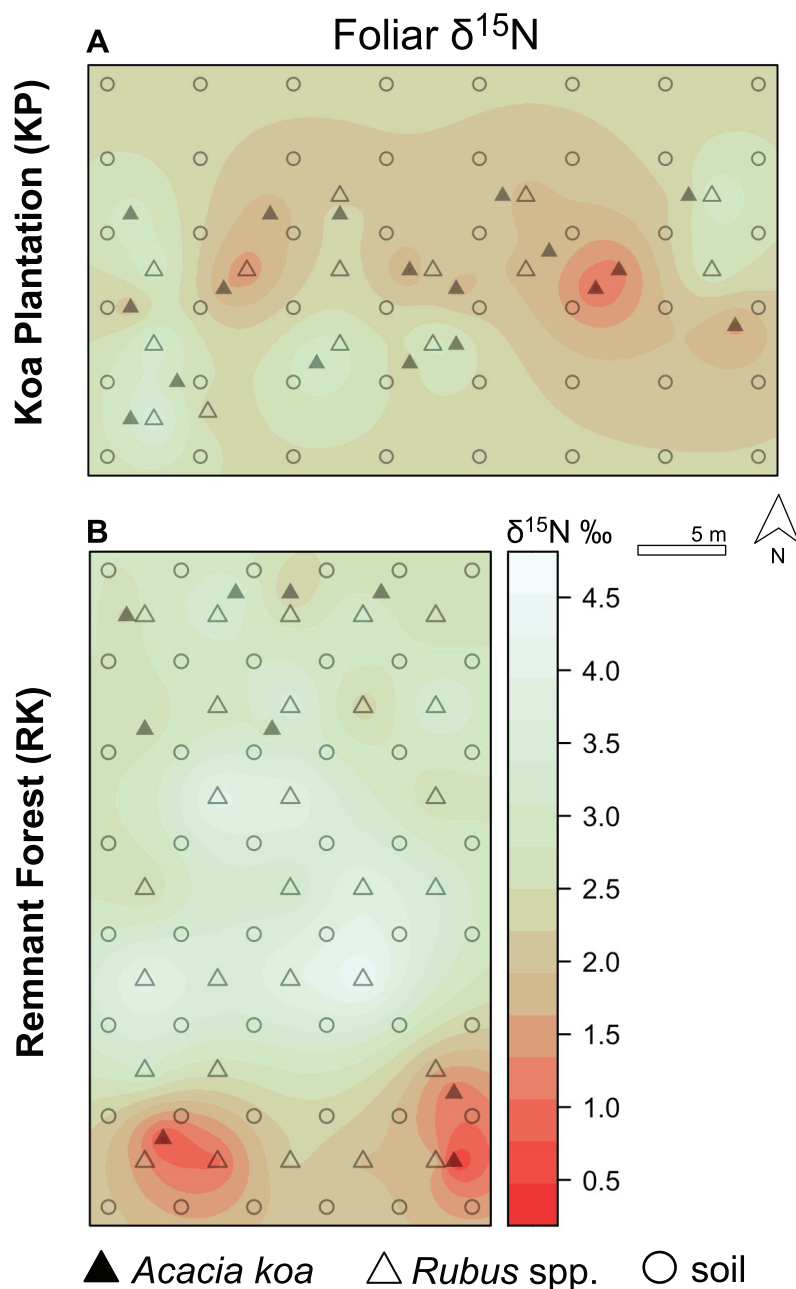 A
Foliar δ¹⁵N
Koa Plantation (KP)
B
δ¹⁵N ‰
5 m
N
4.5
4.0
3.5
3.0
2.5
2.0
1.5
1.0
0.5
Remnant Forest (RK)
Acacia koa
Rubus spp.
soil